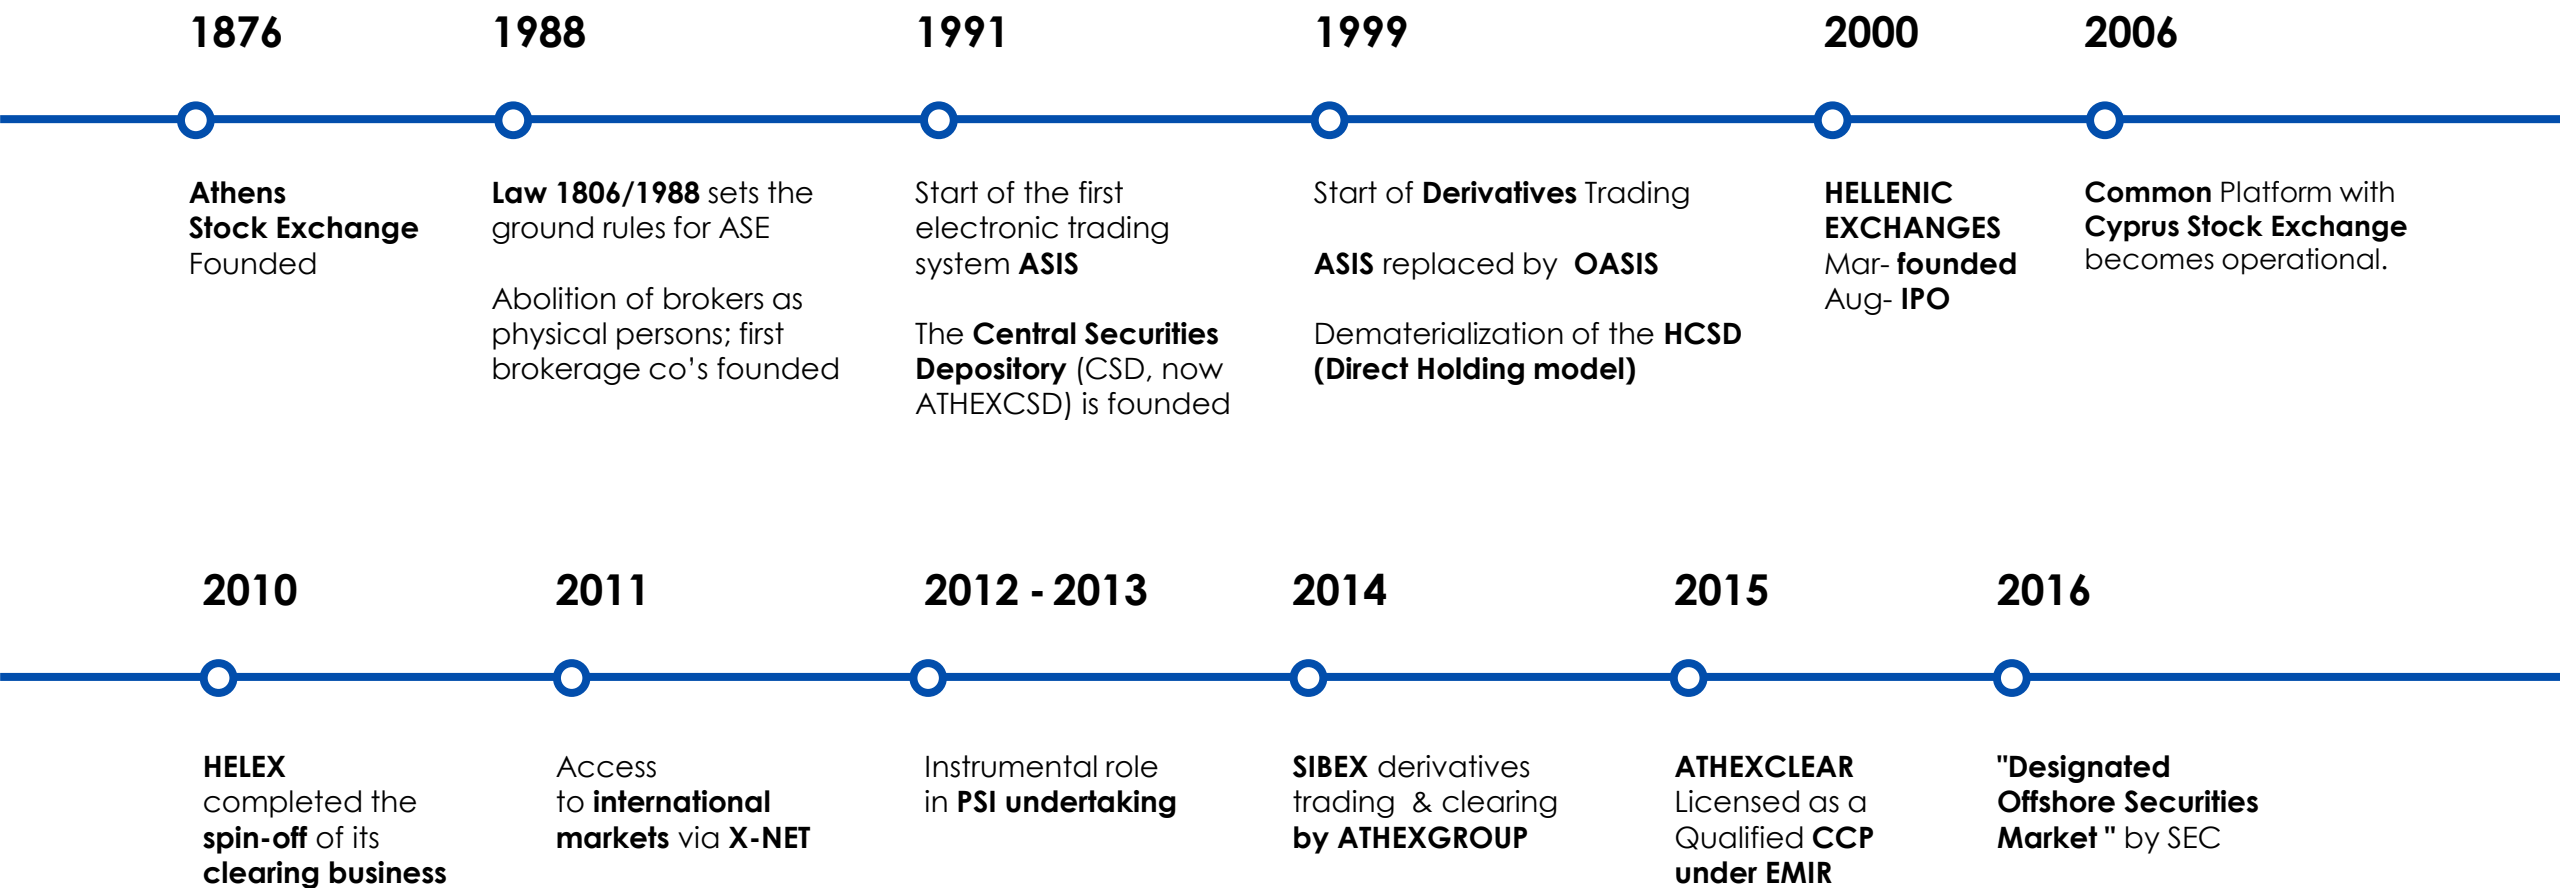 1876
Athens
Stock Exchange
Founded
1988
Law 1806/1988 sets the
ground rules for ASE
Abolition of brokers as
physical persons; first
brokerage co's founded
1991
Start of the first
electronic trading
system ASIS
The Central Securities
Depository (CSD, now
ATHEXCSD) is founded
1999
Start of Derivatives Trading
ASIS replaced by OASIS
Dematerialization of the HCSD
(Direct Holding model)
2000
HELLENIC
EXCHANGES
Mar- founded
Aug- IPO
2006
Common Platform with
Cyprus Stock Exchange
becomes operational.
2010
HELEX
completed the
spin-off of its
clearing business
2011
Access
to international
markets via X-NET
2012 - 2013
Instrumental role
in PSI undertaking
2014
SIBEX derivatives
trading & clearing
by ATHEXGROUP
2015
ATHEXCLEAR
Licensed as a
Qualified CCP
under EMIR
2016
"Designated
Offshore Securities
Market " by SEC